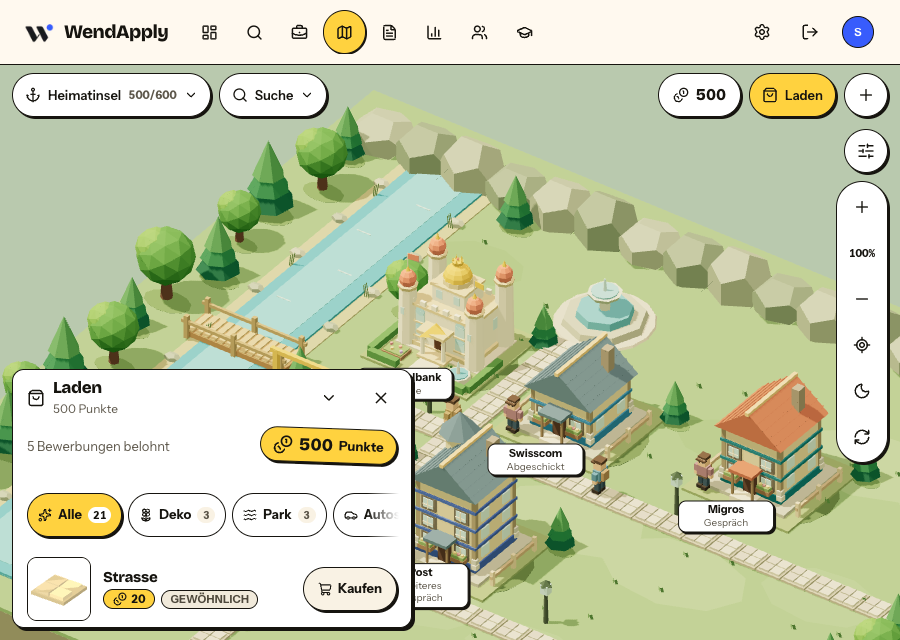 WendApply
S
Heimatinsel 500/600
Suche
500
Laden
100%
Swisscom
Abgeschickt
Migros
Gespräch
Laden
500 Punkte
5 Bewerbungen belohnt
500 Punkte
Alle 21
Deko 3
Park 3
Autos
Strasse
20 GEWÖHNLICH
Kaufen